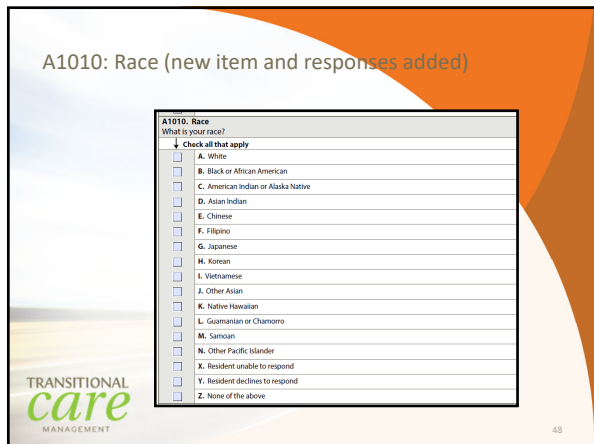 A1010: Race (new item and responses added)
A1010. Race
What is your race?
Check all that apply
A. White
B. Black or African American
C. American Indian or Alaska Native
D. Asian Indian
E. Chinese
F. Filipino
G. Japanese
H. Korean
I. Vietnamese
J. Other Asian
K. Native Hawaiian
L. Guamanian or Chamorro
M. Samoan
N. Other Pacific Islander
X. Resident unable to respond
Y. Resident declines to respond
Z. None of the above
TRANSITIONAL
care
MANAGEMENT
48